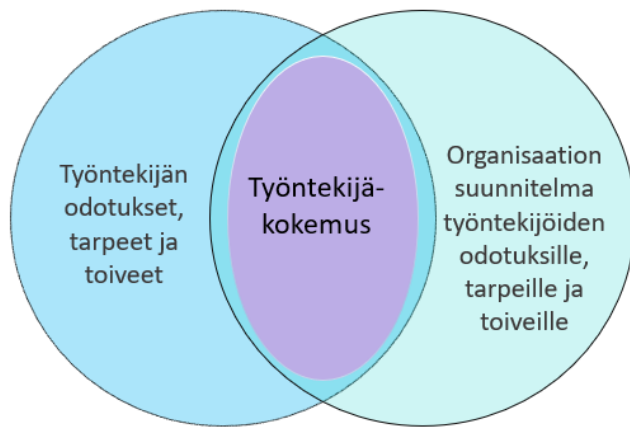 Työntekijän
odotukset,
tarpeet ja
toiveet
Työntekijä-
kokemus
Organisaation
suunnitelma
työntekijöiden
odotuksille,
tarpeille ja
toiveille